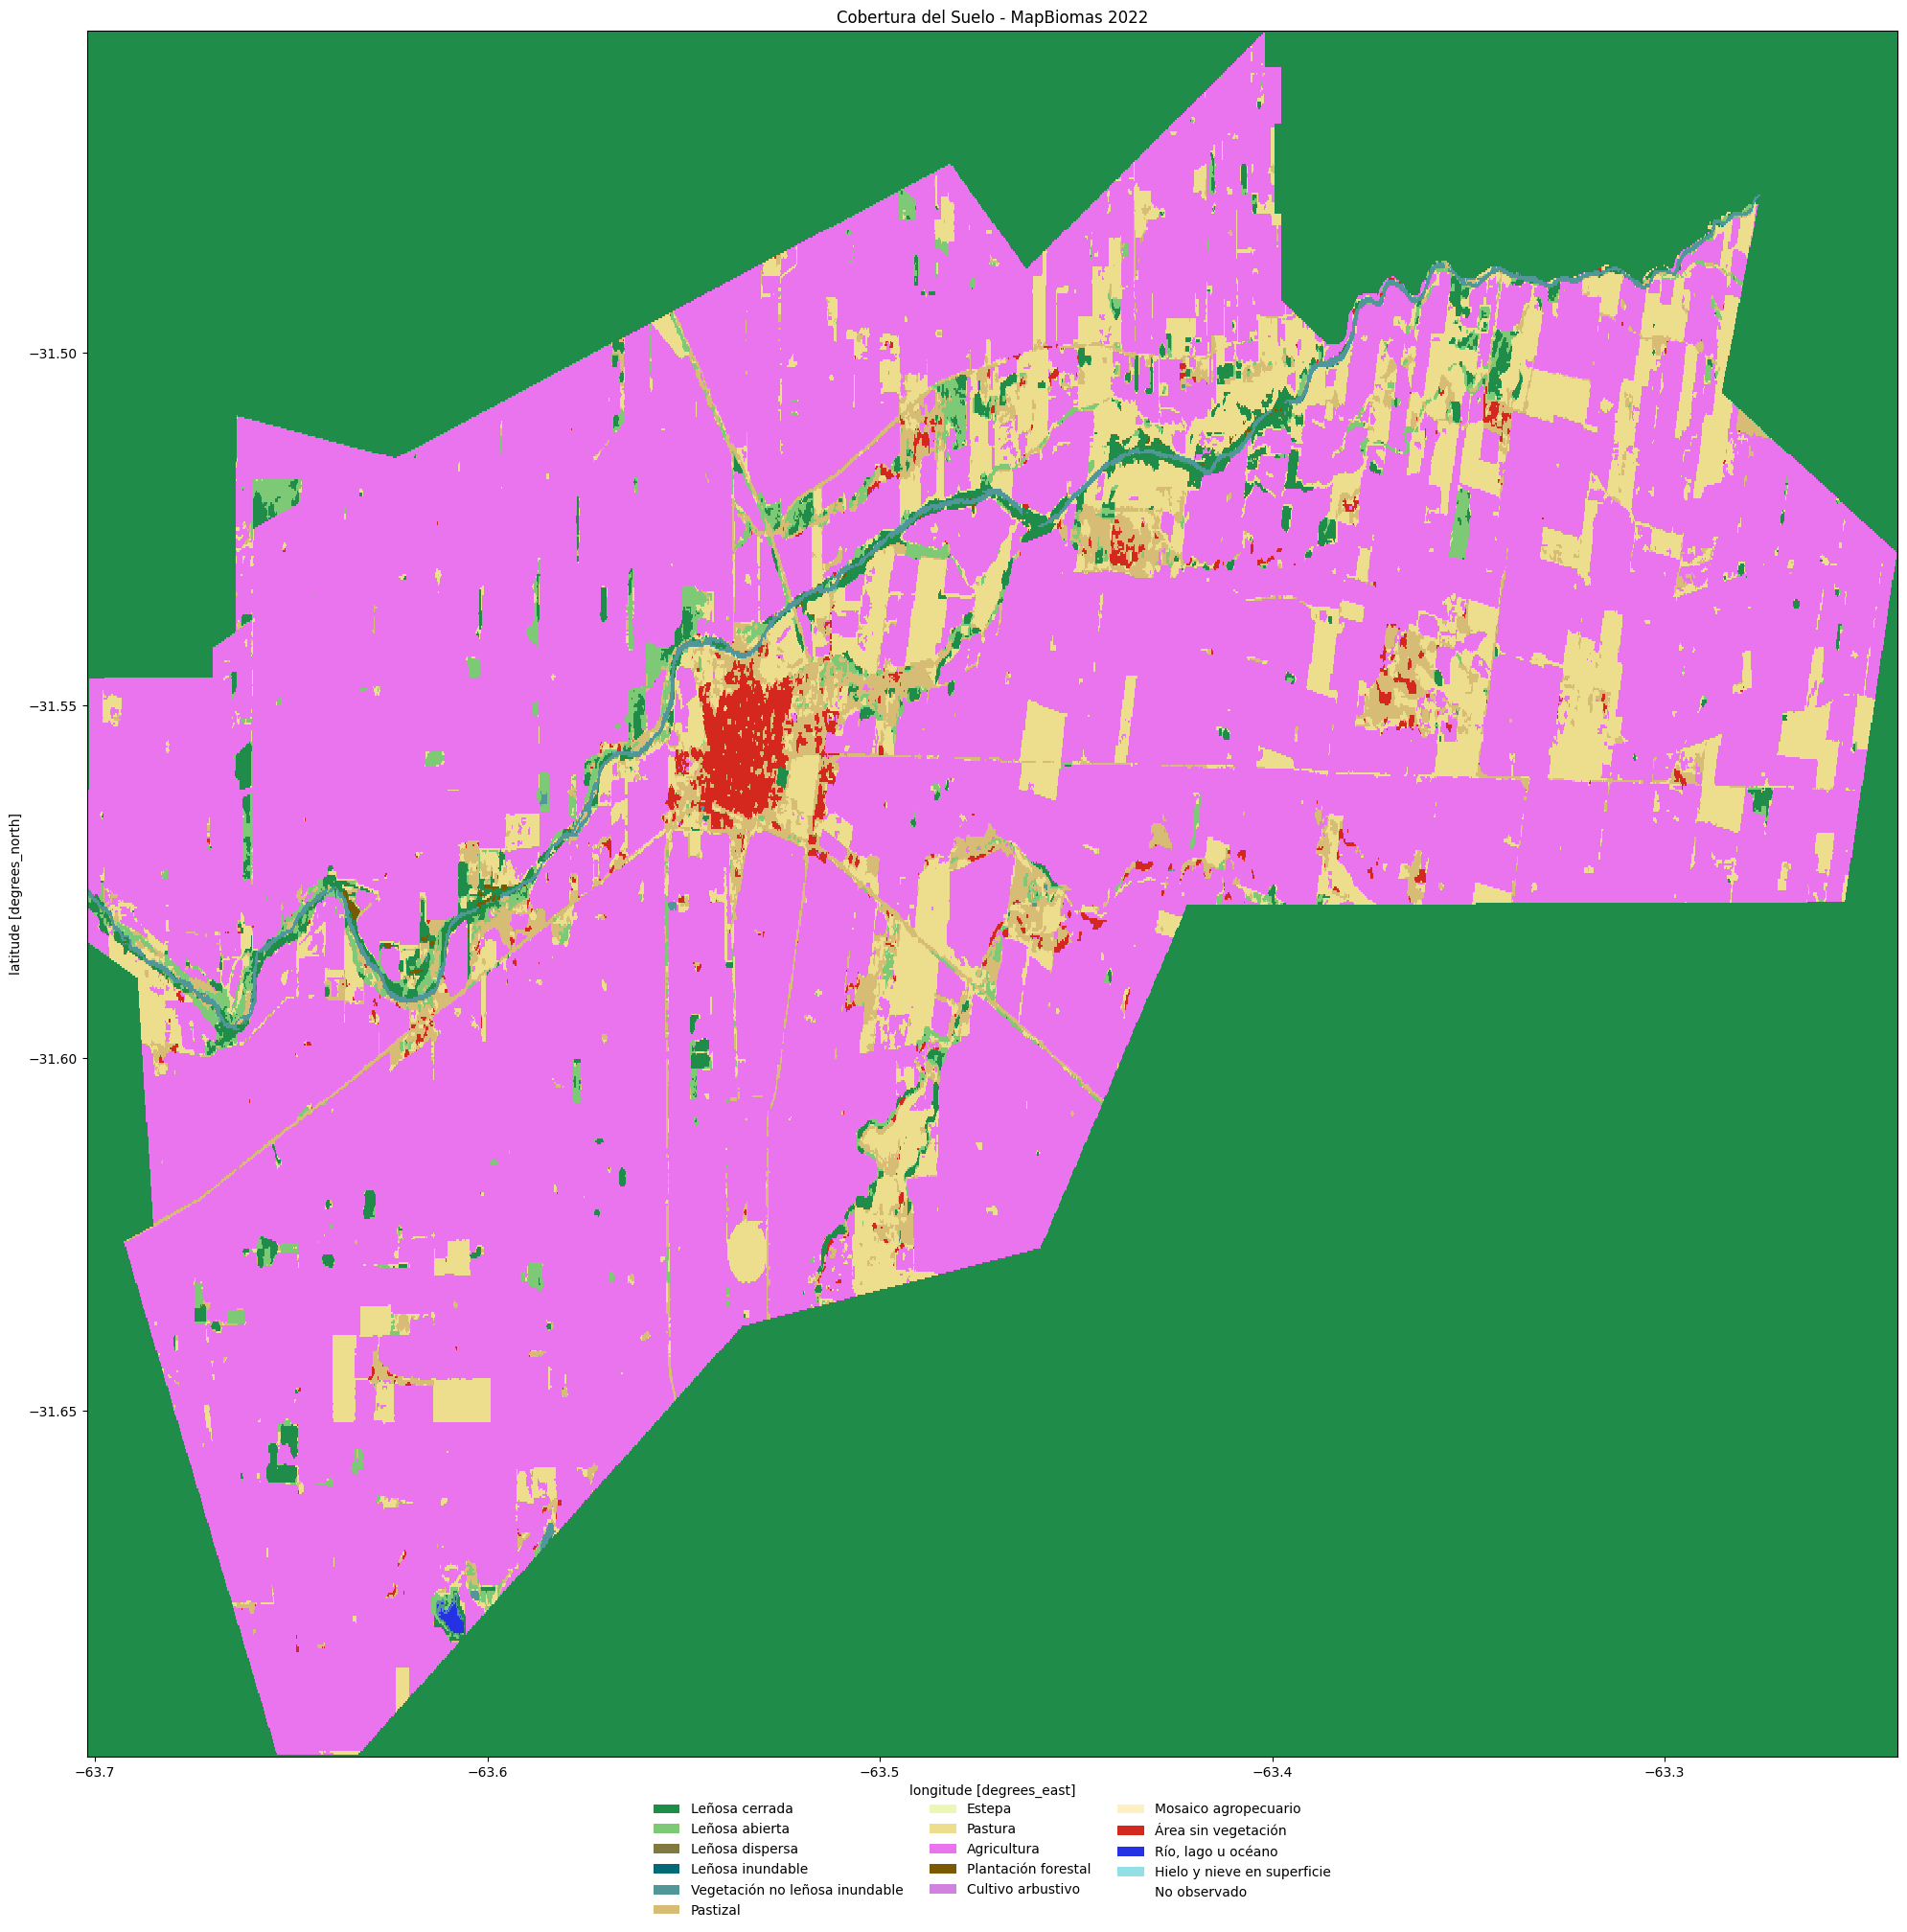 Cobertura del Suelo - MapBiomas 2022
latitude [degrees_north]
−31.50
−31.55
−31.60
−31.65
−63.7
−63.6
−63.5
−63.4
−63.3
longitude [degrees_east]
Leñosa cerrada
Leñosa abierta
Leñosa dispersa
Leñosa inundable
Vegetación no leñosa inundable
Pastizal
Estepa
Pastura
Agricultura
Plantación forestal
Cultivo arbustivo
Mosaico agropecuario
Área sin vegetación
Río, lago u océano
Hielo y nieve en superficie
No observado